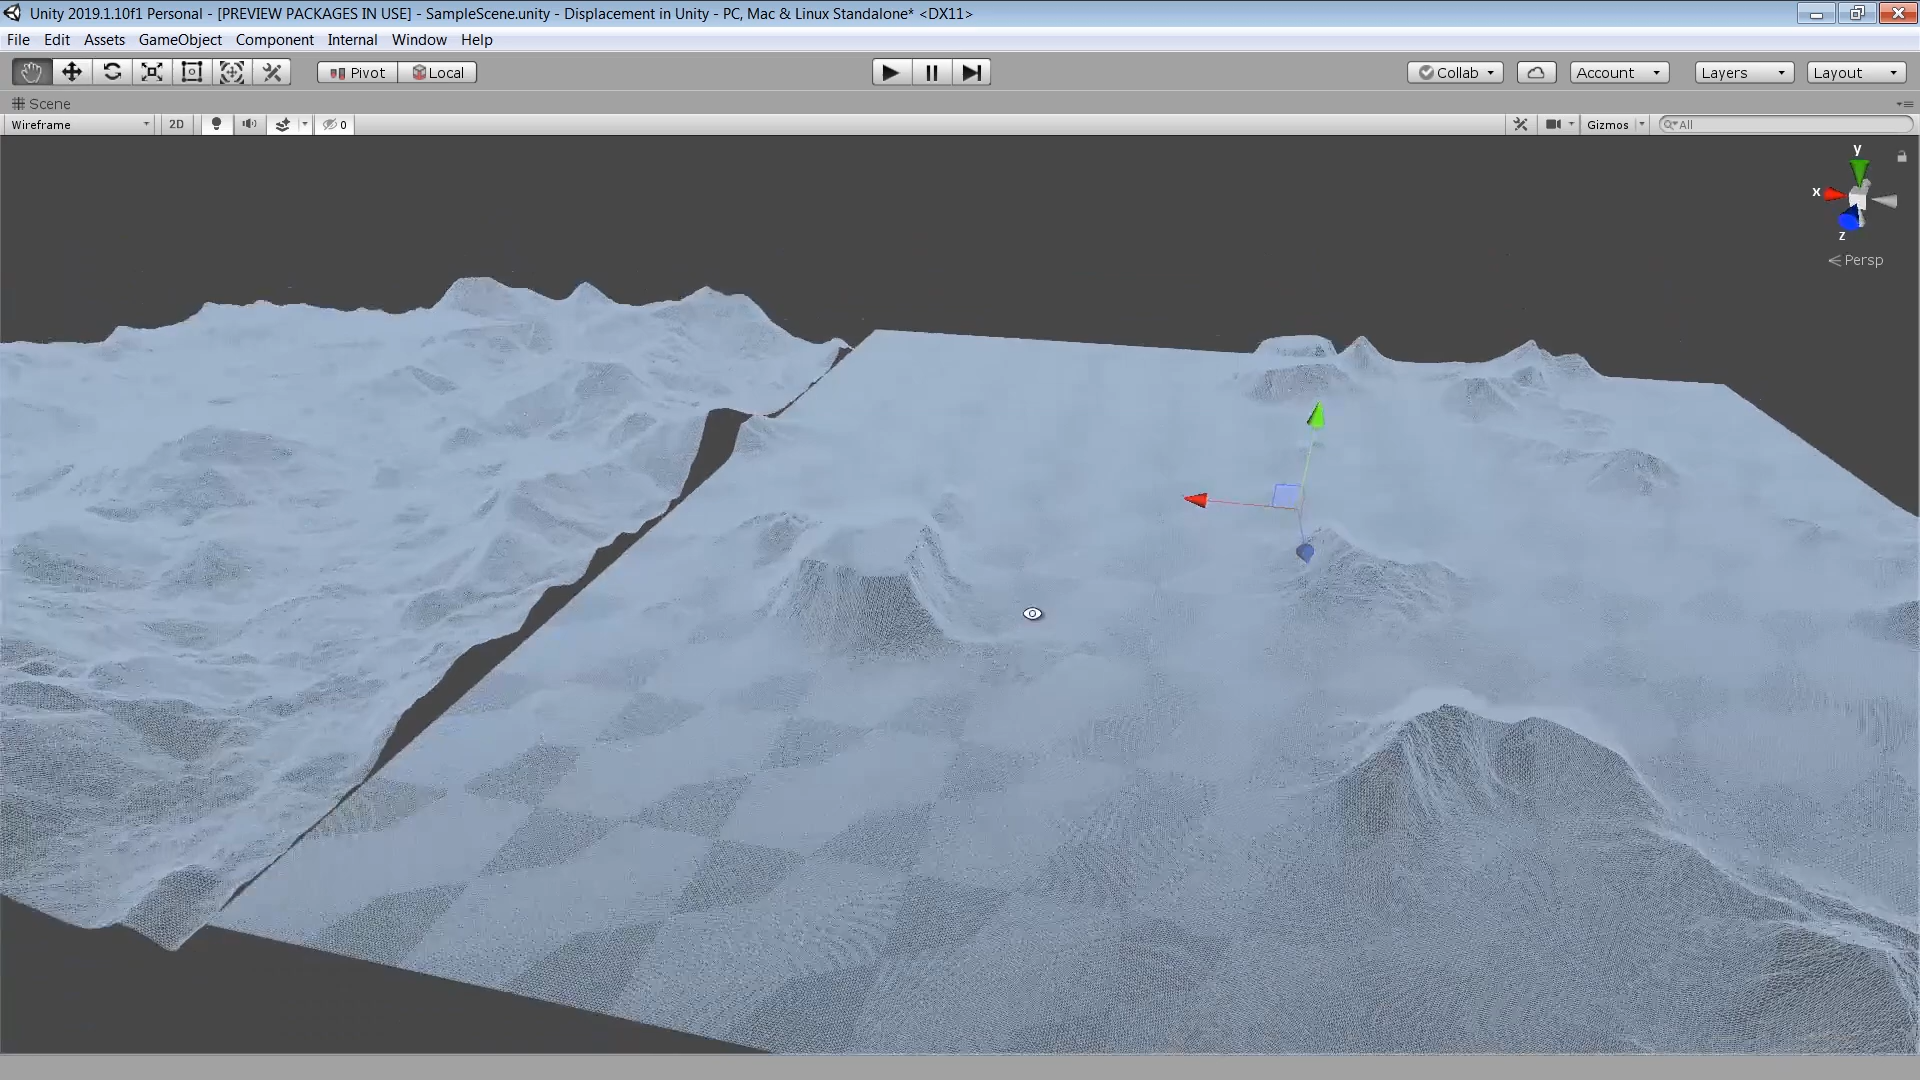 Unity 2019.1.10f1 Personal - [PREVIEW PACKAGES IN USE] - SampleScene.unity - Displacement in Unity - PC, Mac & Linux Standalone* <DX11>
File Edit Assets GameObject Component Internal Window Help
Pivot Local Collab Account Layers Layout
Scene
Wireframe 2D 0 Gizmos All
y
x
z
Persp